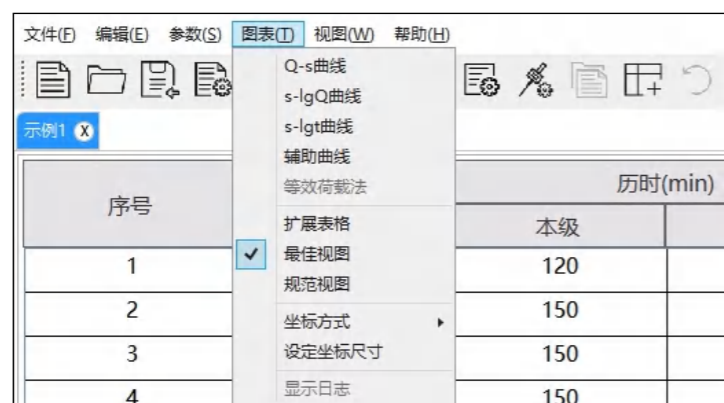 文件(F) 编辑(E) 参数(S) 图表(T) 视图(W) 帮助(H)
示例1 X
Q-s曲线
s-lgQ曲线
s-lgt曲线
辅助曲线
等效荷载法
扩展表格
最佳视图
规范视图
坐标方式
设定坐标尺寸
显示日志
序号 历时(min)
本级
1 120
2 150
3 150
4 150